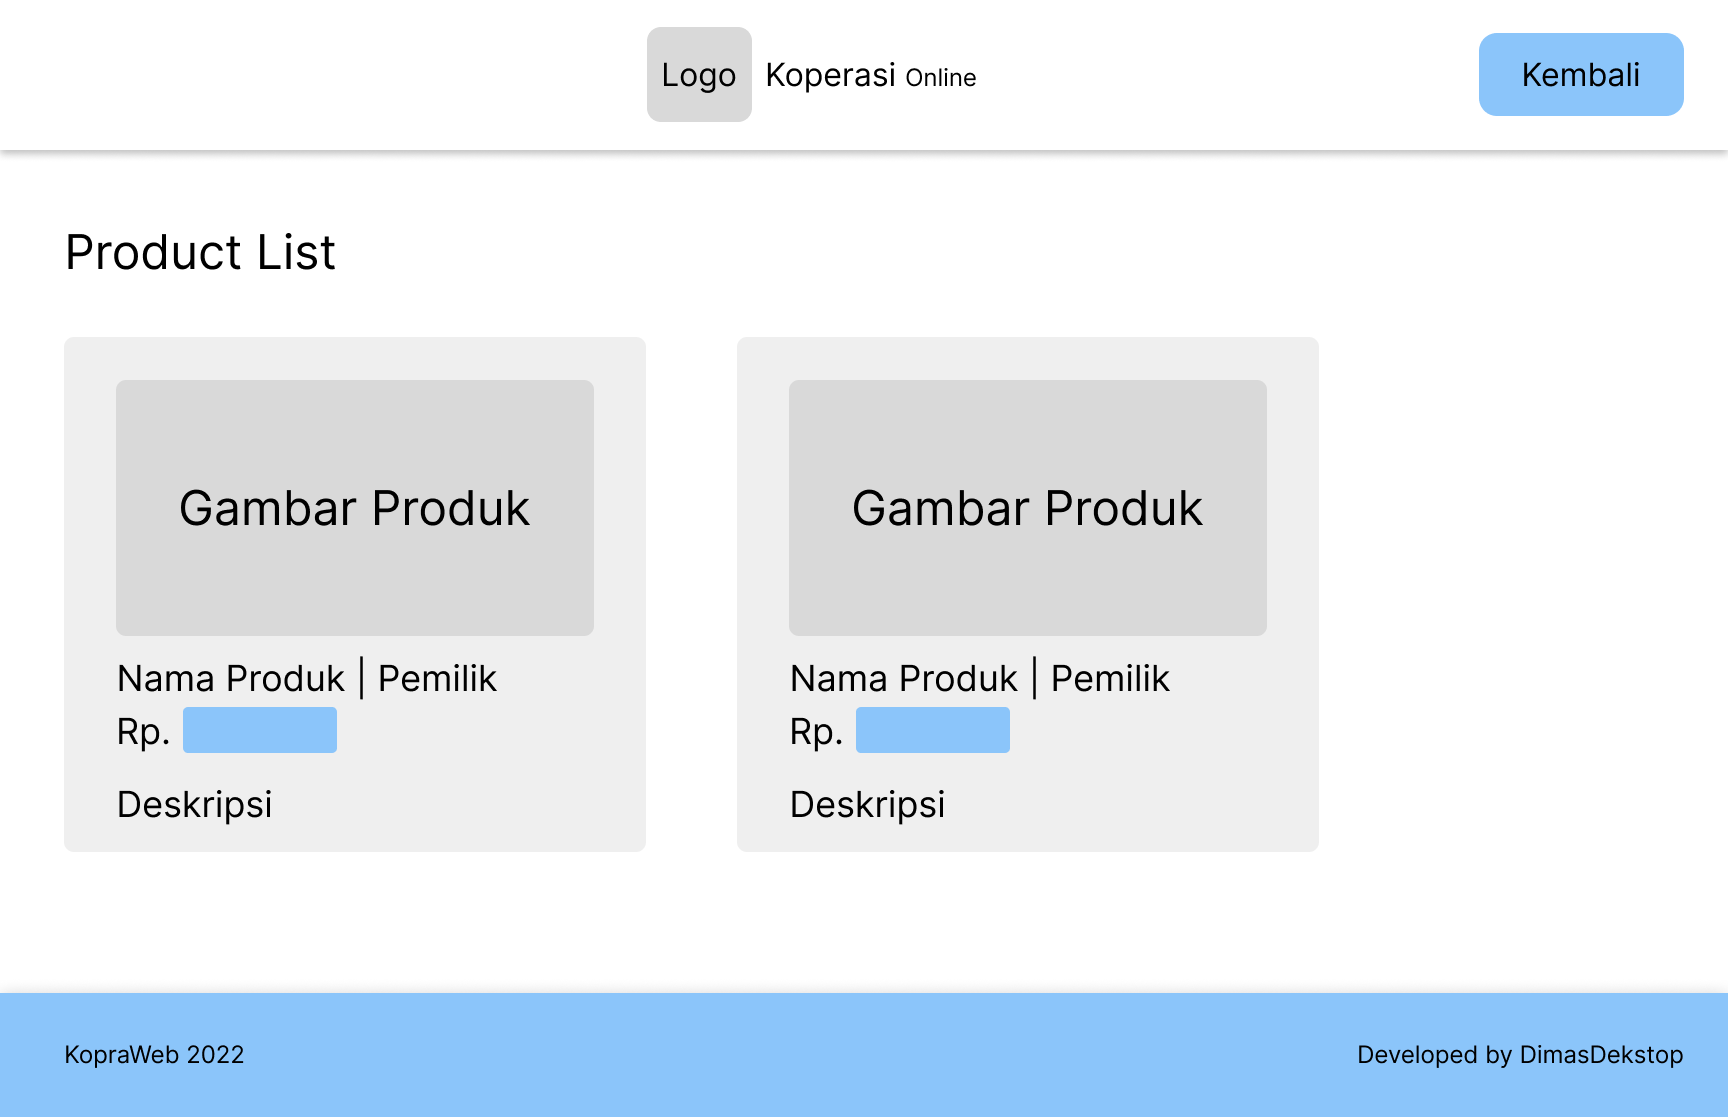 Logo Koperasi Online
Kembali
Product List
Gambar Produk
Nama Produk | Pemilik
Rp.
Deskripsi
Gambar Produk
Nama Produk | Pemilik
Rp.
Deskripsi
KopraWeb 2022
Developed by DimasDekstop